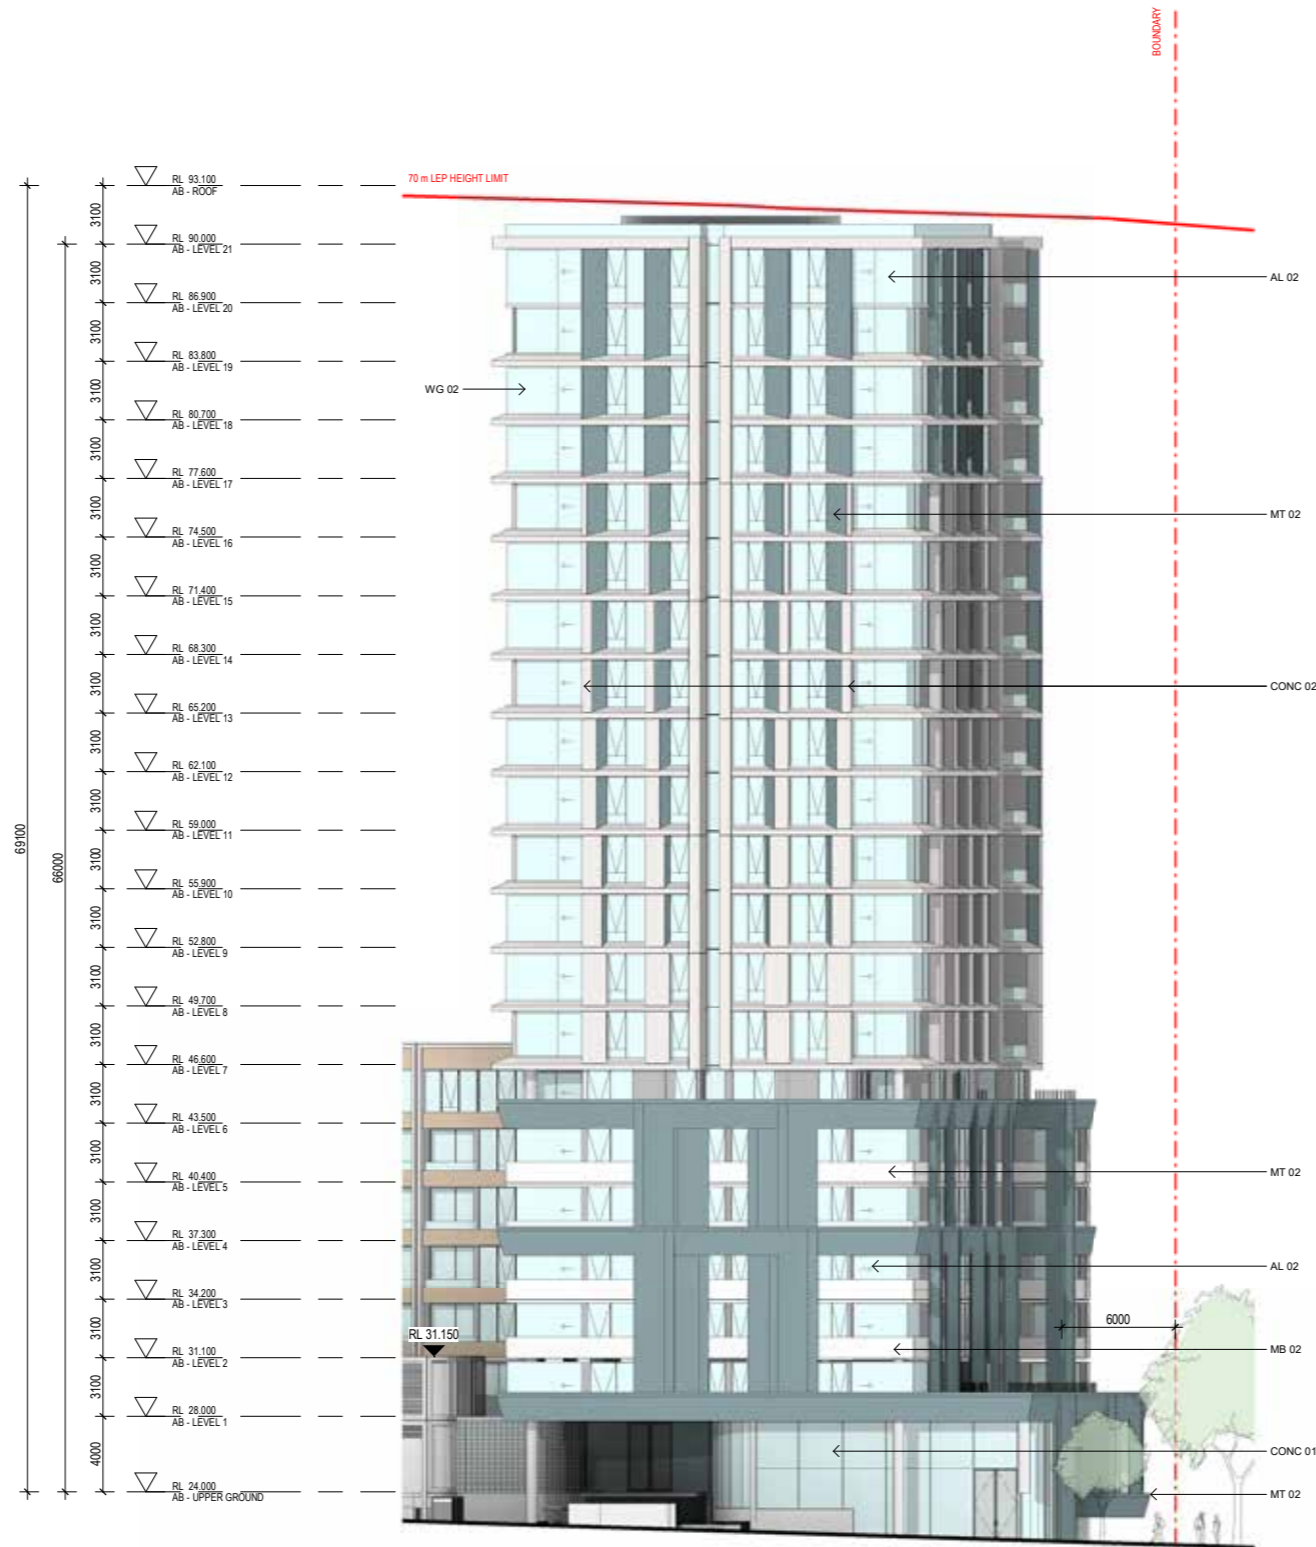 BOUNDARY
70 m LEP HEIGHT LIMIT
RL 93.100
AB - ROOF
3100
RL 90.000
AB - LEVEL 21
3100
AL 02
RL 86.900
AB - LEVEL 20
3100
RL 83.800
AB - LEVEL 19
3100
WG 02
RL 80.700
AB - LEVEL 18
3100
RL 77.600
AB - LEVEL 17
3100
MT 02
RL 74.500
AB - LEVEL 16
3100
RL 71.400
AB - LEVEL 15
3100
RL 68.300
AB - LEVEL 14
3100
CONC 02
RL 65.200
AB - LEVEL 13
3100
RL 62.100
AB - LEVEL 12
3100
RL 59.000
AB - LEVEL 11
69100
66000
3100
RL 55.900
AB - LEVEL 10
3100
RL 52.800
AB - LEVEL 9
3100
RL 49.700
AB - LEVEL 8
3100
RL 46.600
AB - LEVEL 7
3100
RL 43.500
AB - LEVEL 6
3100
MT 02
RL 40.400
AB - LEVEL 5
3100
RL 37.300
AB - LEVEL 4
3100
AL 02
RL 34.200
AB - LEVEL 3
3100
6000
RL 31.150
MB 02
RL 31.100
AB - LEVEL 2
3100
RL 28.000
AB - LEVEL 1
4000
CONC 01
RL 24.000
AB - UPPER GROUND
MT 02